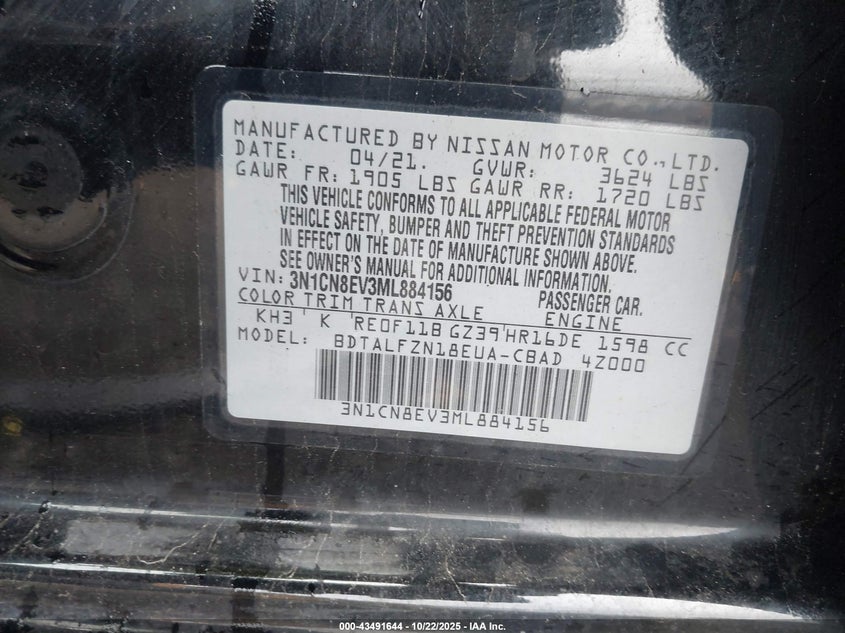 MANUFACTURED BY NISSAN MOTOR CO., LTD.
DATE: 04/21. GVWR: 3624 LBS
GAWR FR: 1905 LBS GAWR RR: 1720 LBS
THIS VEHICLE CONFORMS TO ALL APPLICABLE FEDERAL MOTOR
VEHICLE SAFETY, BUMPER AND THEFT PREVENTION STANDARDS
IN EFFECT ON THE DATE OF MANUFACTURE SHOWN ABOVE.
SEE OWNER'S MANUAL FOR ADDITIONAL INFORMATION.
VIN: 3N1CN8EV3ML884156 PASSENGER CAR.
COLOR TRIM TRANS AXLE ENGINE
KH3 K RE0F11B GZ39 HR16DE 1598 CC
MODEL: BDTALFZN18EUA-CBAD 4Z000
3N1CN8EV3ML884156
000-43491644 - 10/22/2025 - IAA Inc.